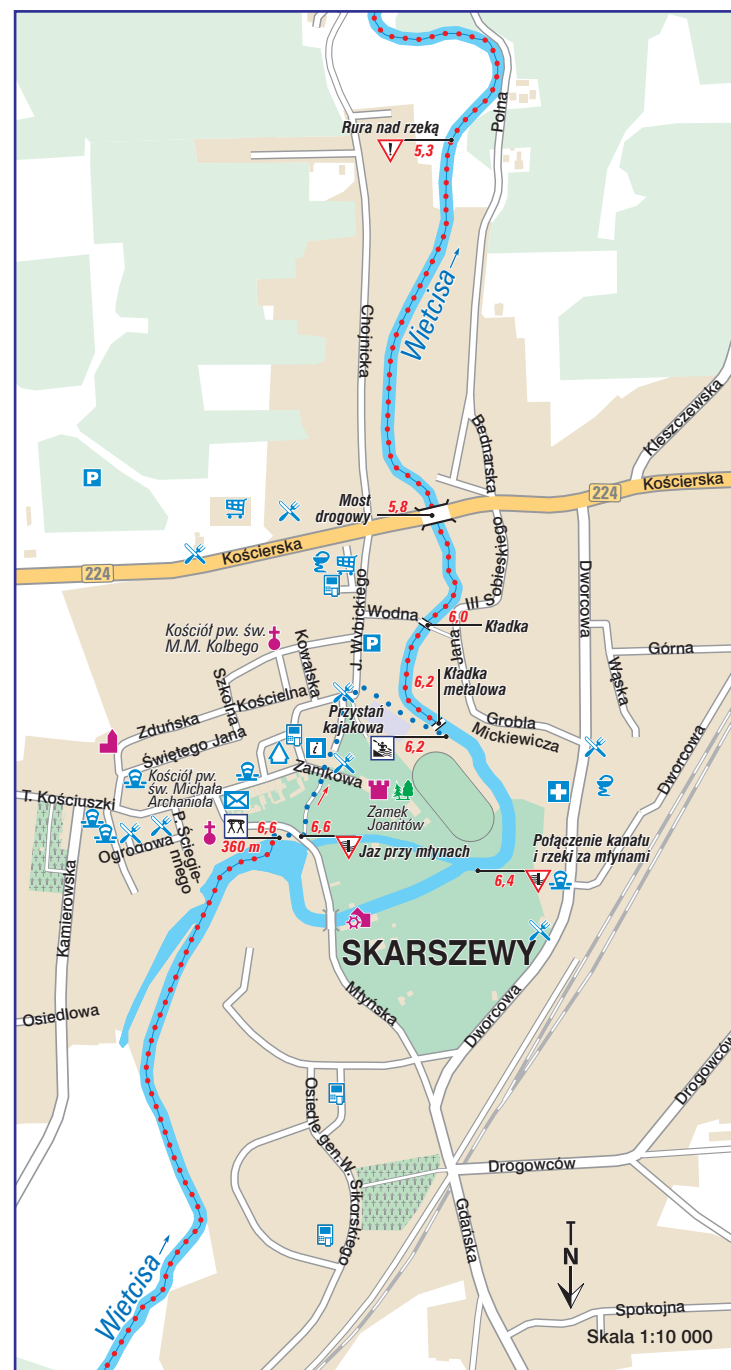 Rura nad rzeką
5,3
Polna
Wietcisa →
Chojnicka
Kleszczewska
Bednarska
224
Kościerska
Most
drogowy
5,8
Kościerska
224
III Sobieskiego
Jana
Dworcowa
J. Wybickiego
Wodna
6,0
Kładka
Kościół pw. św.
M.M. Kolbego
Kowalska
Górna
Wąska
Szkolna
Kościelna
6,2
Kładka
metalowa
Zduńska
Przystań
kajakowa
6,2
Grobla
Mickiewicza
Świętego Jana
i
Zamkowa
Dworcowa
Kościół pw.
św. Michała
Archanioła
T. Kościuszki
Zamek
Joanitów
P. Ściegie-
nnego
Ogrodowa
6,6
360 m
6,6
Jaz przy młynach
Połączenie kanału
i rzeki za młynami
6,4
Kamierowska
SKARSZEWY
Młyńska
Osiedlowa
Dworcowa
Drogowców
Osiedle gen. W. Sikorskiego
Drogowców
Gdańska
N
Wietcisa →
Spokojna
Skala 1:10 000
P
P